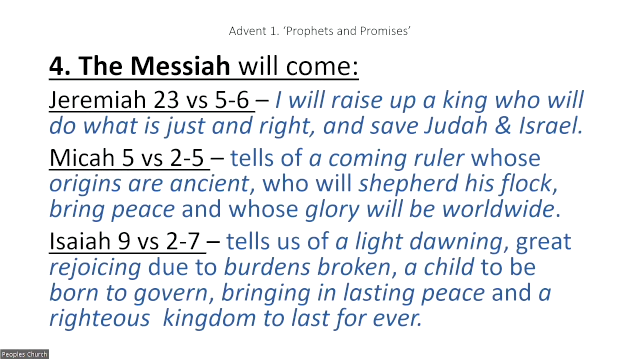 Advent 1. ‘Prophets and Promises’
4. The Messiah will come:
Jeremiah 23 vs 5-6 – I will raise up a king who will
do what is just and right, and save Judah & Israel.
Micah 5 vs 2-5 – tells of a coming ruler whose
origins are ancient, who will shepherd his flock,
bring peace and whose glory will be worldwide.
Isaiah 9 vs 2-7 – tells us of a light dawning, great
rejoicing due to burdens broken, a child to be
born to govern, bringing in lasting peace and a
righteous  kingdom to last for ever.
Peoples Church